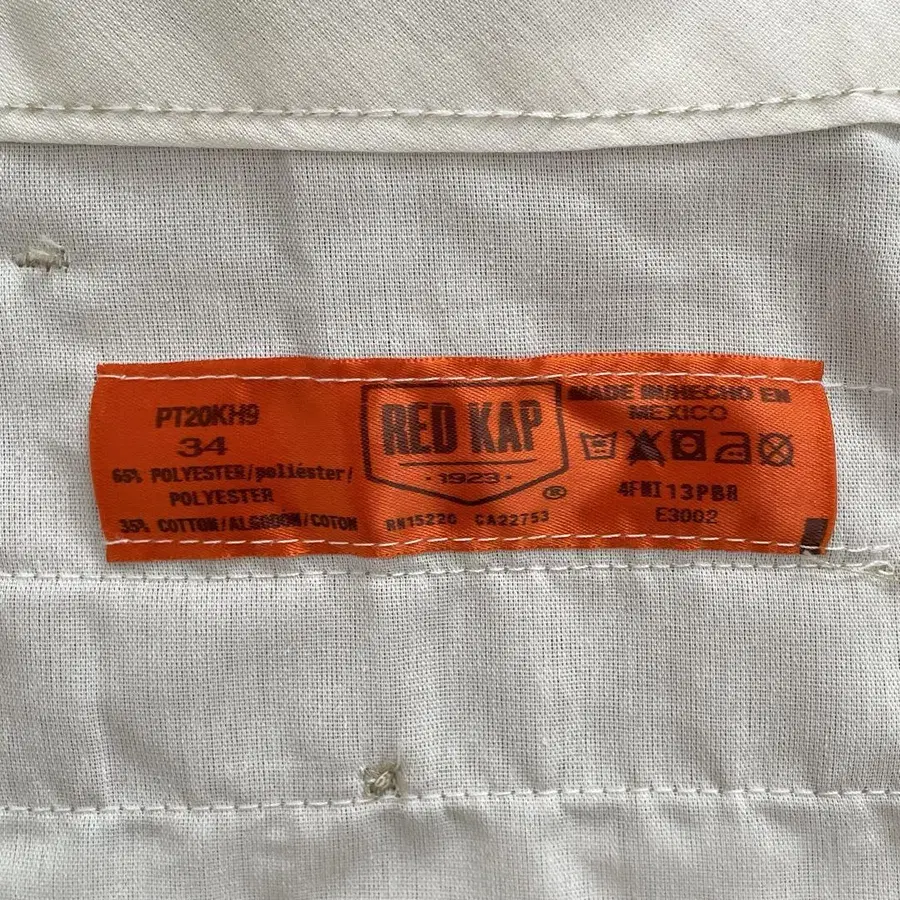 PT20KH9
34
65% POLYESTER/poliéster/
POLYESTER
35% COTTON/ALGODÓN/COTON
RED KAP
·1923·
®
RN15220 CA22753
MADE IN/HECHO EN
MEXICO
4FMI13PBR
E3002